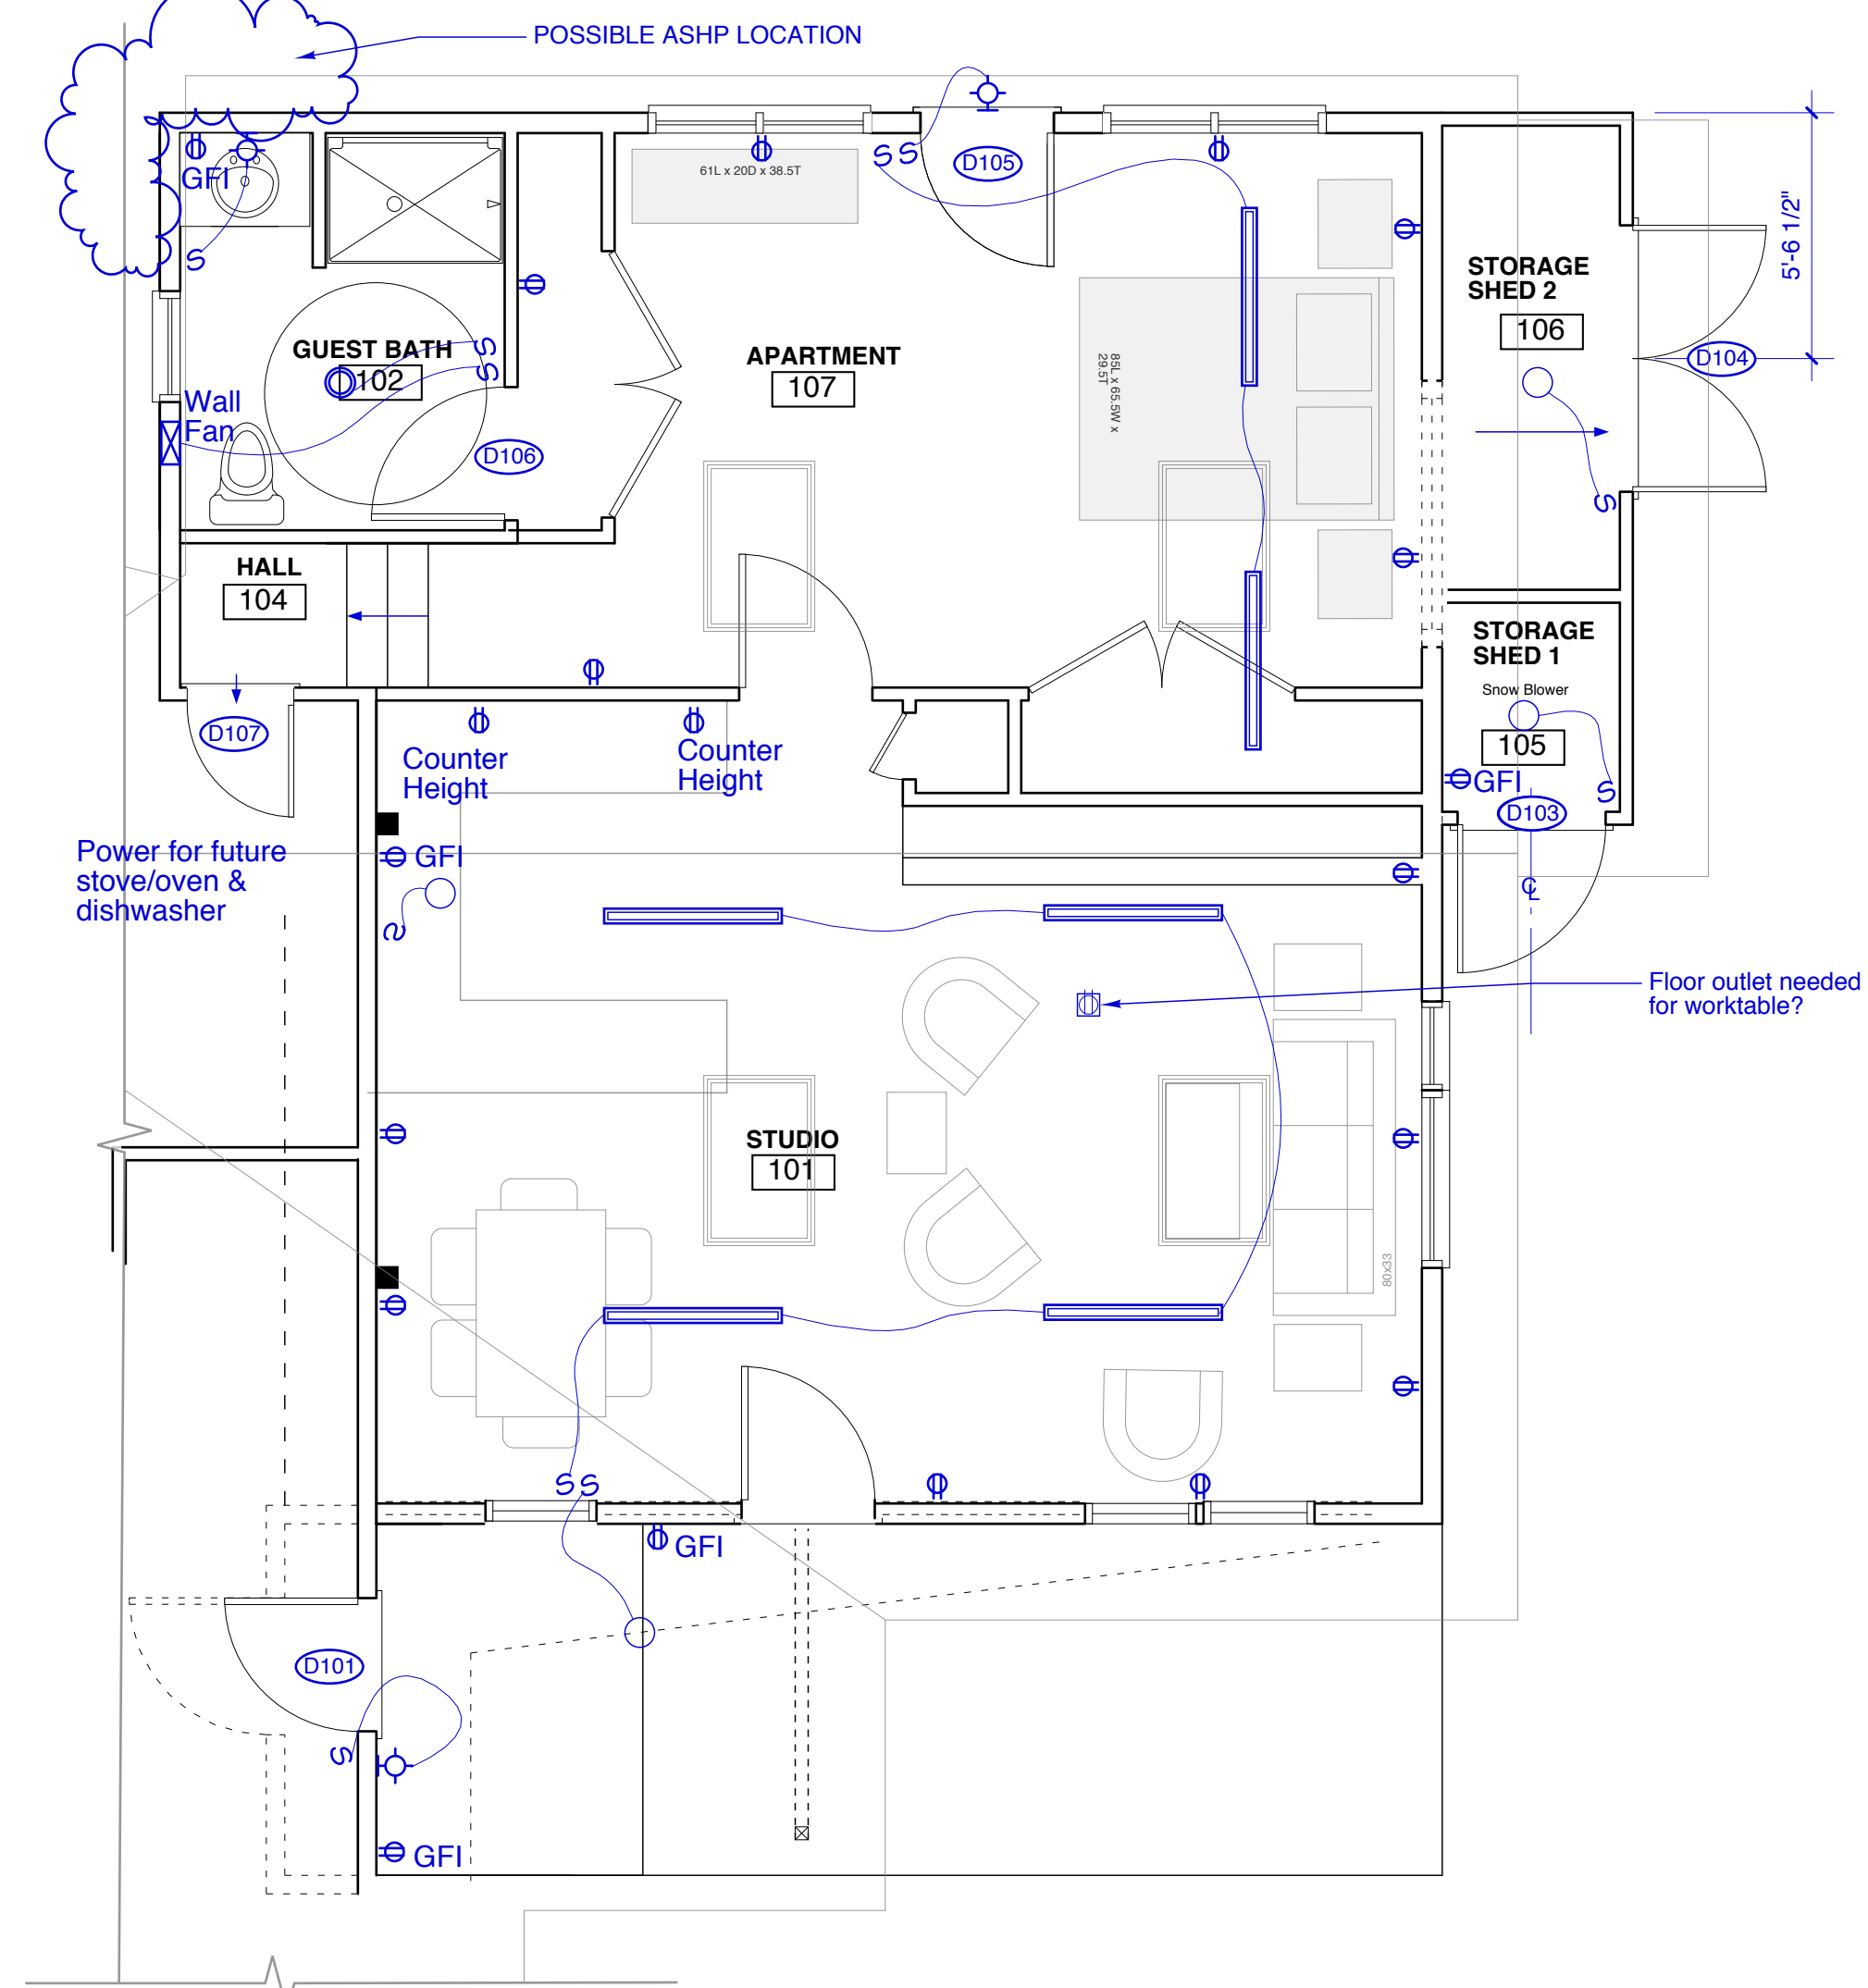 POSSIBLE ASHP LOCATION
GFI
S
61L x 20D x 38.5T
S S
D105
5'-6 1/2"
STORAGE
SHED 2
106
D104
S
GUEST BATH
102
S
S
Wall
Fan
D106
APARTMENT
107
85L x 65.5W x
29.5T
HALL
104
D107
STORAGE
SHED 1
Snow Blower
105
GFI
S
D103
CL
Counter
Height
Counter
Height
Power for future
stove/oven &
dishwasher
GFI
S
Floor outlet needed
for worktable?
STUDIO
101
80x33
S S
GFI
D101
S
GFI